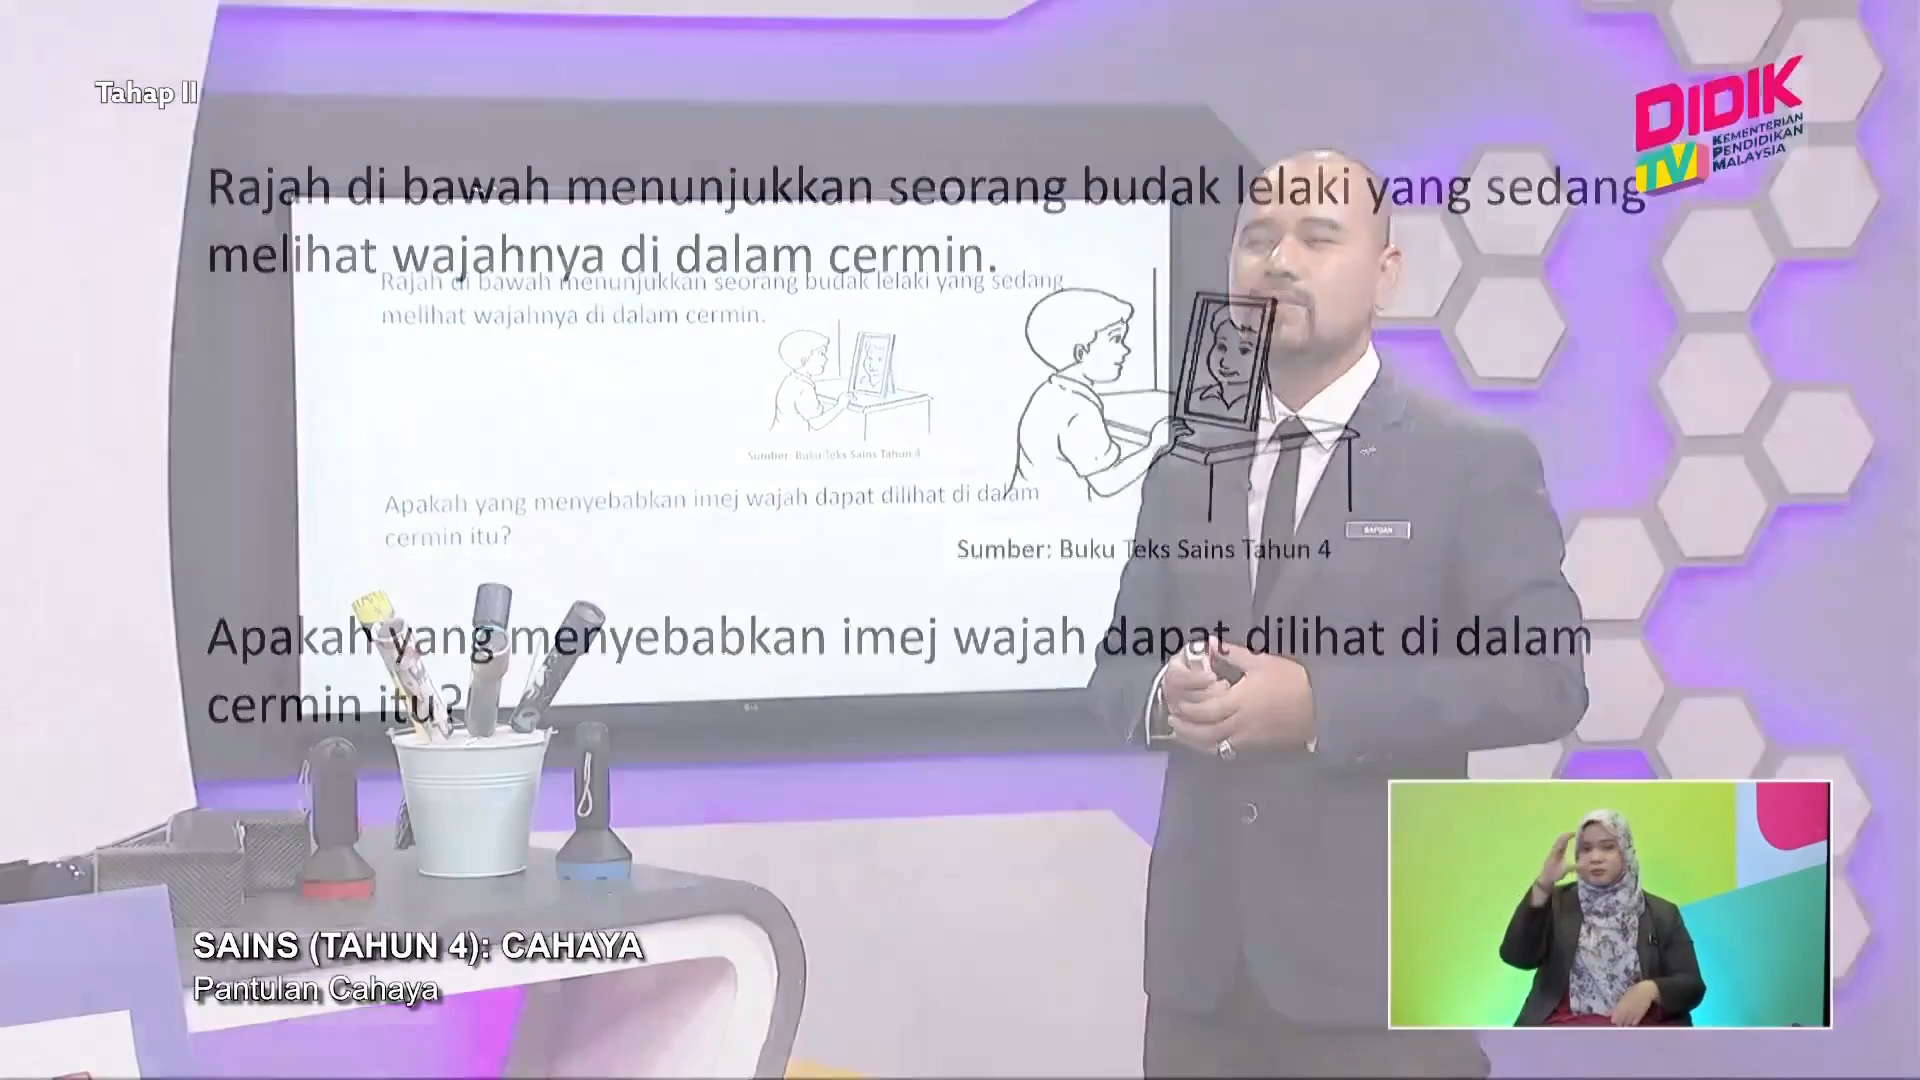 Tahap II
DIDIK
TV
KEMENTERIAN
PENDIDIKAN
MALAYSIA
Rajah di bawah menunjukkan seorang budak lelaki yang sedang
melihat wajahnya di dalam cermin.
Rajah di bawah menunjukkan seorang budak lelaki yang sedang
melihat wajahnya di dalam cermin.
Sumber: Buku Teks Sains Tahun 4
Apakah yang menyebabkan imej wajah dapat dilihat di dalam
cermin itu?
Sumber: Buku Teks Sains Tahun 4
Apakah yang menyebabkan imej wajah dapat dilihat di dalam
cermin itu?
SAINS (TAHUN 4): CAHAYA
Pantulan Cahaya